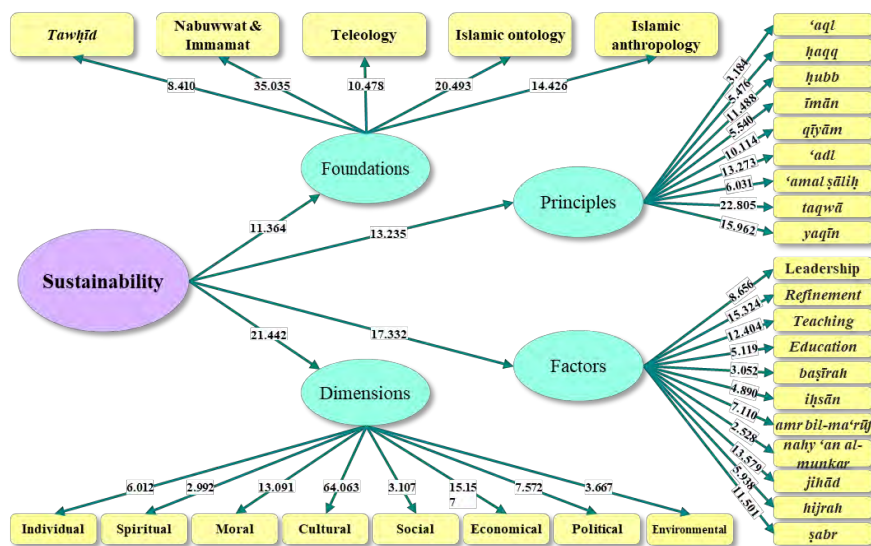 Tawḥīd
Nabuwwat &
Immamat
Teleology
Islamic ontology
Islamic
anthropology
8.410
35.035
10.478
20.493
14.426
Foundations
Sustainability
11.364
13.235
21.442
17.332
Principles
3.184
5.476
11.488
5.540
10.114
13.273
6.031
22.805
15.962
ʻaql
ḥaqq
ḥubb
īmān
qīyām
ʻadl
ʻamal ṣāliḥ
taqwā
yaqīn
Factors
8.656
15.324
12.404
5.119
3.052
4.890
7.110
2.528
13.579
5.938
11.501
Leadership
Refinement
Teaching
Education
baṣīrah
iḥsān
amr bil-maʻrūf
nahy ʻan al-
munkar
jihād
hijrah
ṣabr
Dimensions
6.012
2.992
13.091
64.063
3.107
15.15
7
7.572
3.667
Individual
Spiritual
Moral
Cultural
Social
Economical
Political
Environmental